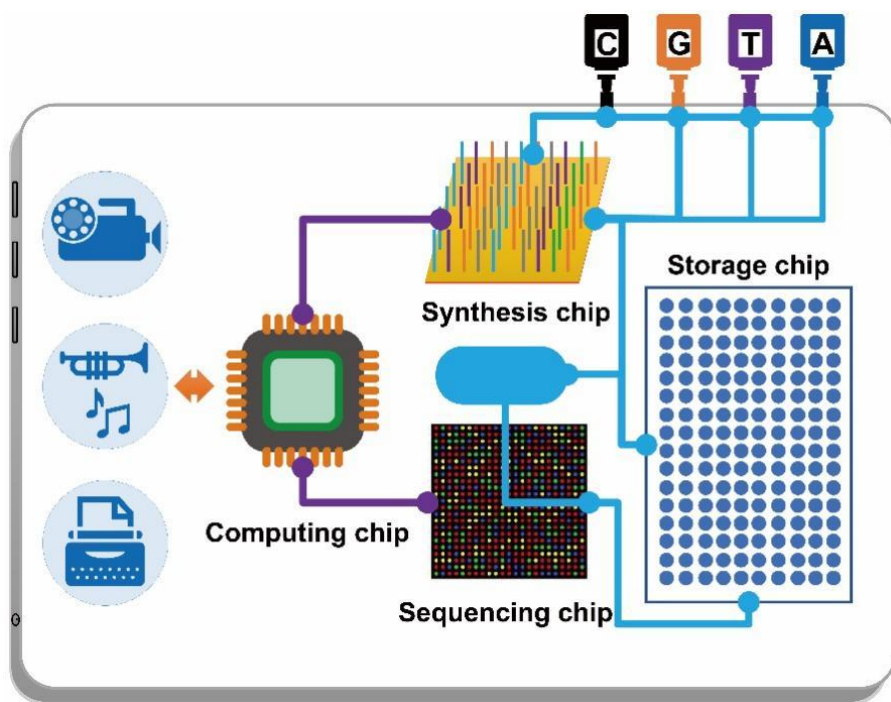 C G T A
Storage chip
Synthesis chip
Computing chip
Sequencing chip